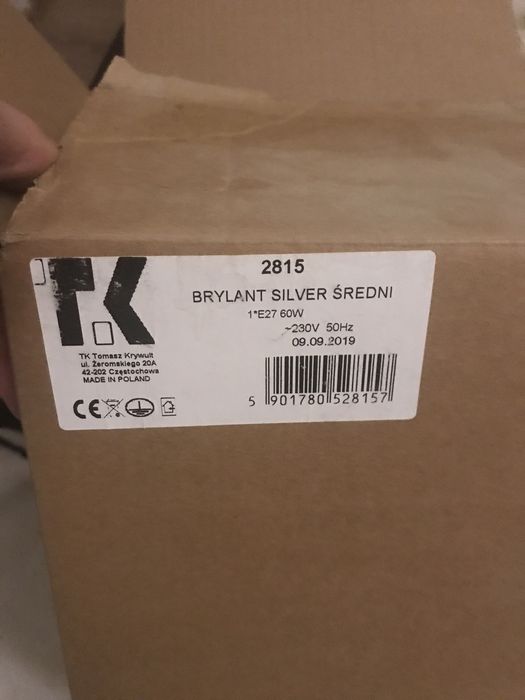 TK
TK Tomasz Krywult
ul. Żeromskiego 20A
42-202 Częstochowa
MADE IN POLAND
CE
2815
BRYLANT SILVER ŚREDNI
1*E27 60W
~230V 50Hz
09.09.2019
5 901780 528157